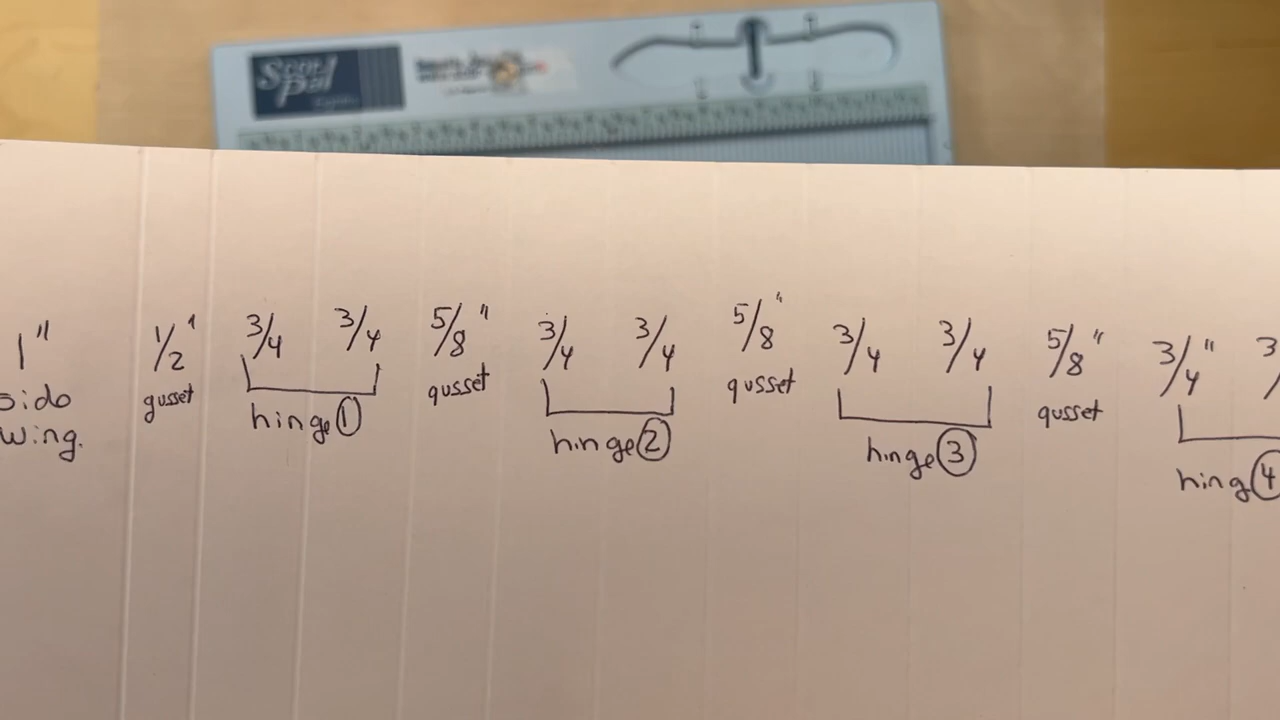 Scor Pal
1" 1/2" 3/4 3/4 5/8" 3/4 3/4 5/8" 3/4 3/4 5/8" 3/4" 3/
side gusset gusset gusset gusset
wing. hinge ① hinge ② hinge ③ hing ④